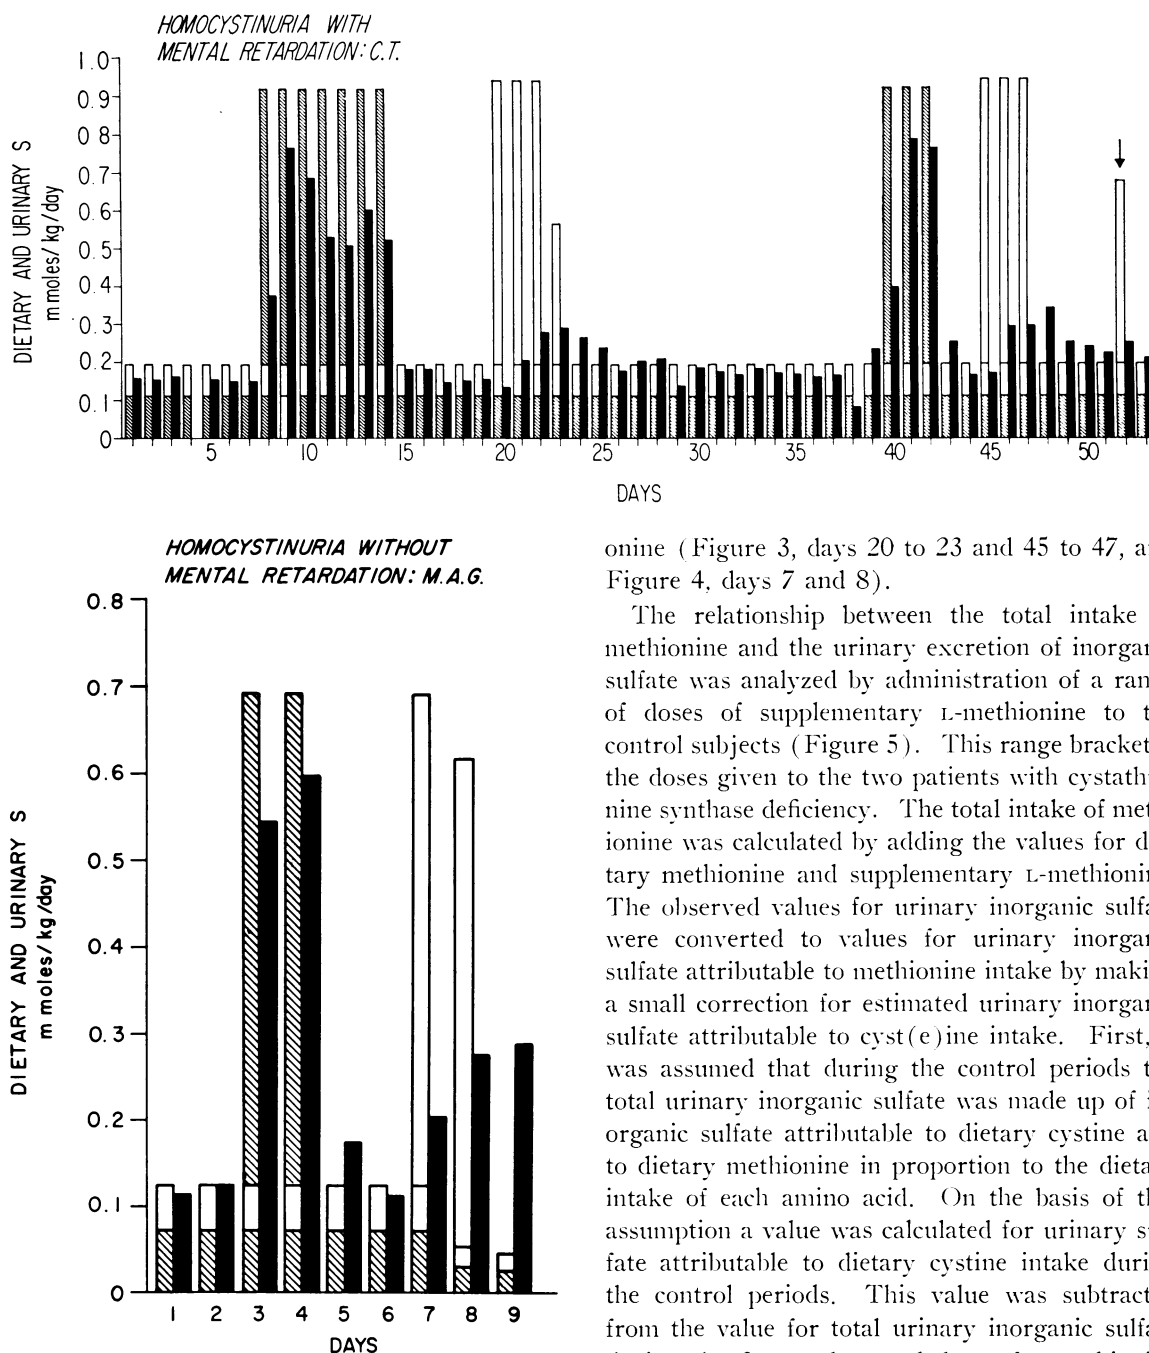 HOMOCYSTINURIA WITH
MENTAL RETARDATION: C.T.
DIETARY AND URINARY S
m moles/kg/day
1.0
0.9
0.8
0.7
0.6
0.5
0.4
0.3
0.2
0.1
0
5 10 15 20 25 30 35 40 45 50
DAYS
HOMOCYSTINURIA WITHOUT
MENTAL RETARDATION: M.A.G.
DIETARY AND URINARY S
m moles/kg/day
0.8
0.7
0.6
0.5
0.4
0.3
0.2
0.1
0
1 2 3 4 5 6 7 8 9
DAYS
onine (Figure 3, days 20 to 23 and 45 to 47, a
Figure 4, days 7 and 8).
The relationship between the total intake
methionine and the urinary excretion of inorgan
sulfate was analyzed by administration of a ran
of doses of supplementary L-methionine to t
control subjects (Figure 5). This range bracket
the doses given to the two patients with cystath
nine synthase deficiency. The total intake of met
ionine was calculated by adding the values for d
tary methionine and supplementary L-methionin
The observed values for urinary inorganic sulfa
were converted to values for urinary inorgan
sulfate attributable to methionine intake by maki
a small correction for estimated urinary inorgan
sulfate attributable to cyst(e)ine intake. First,
was assumed that during the control periods t
total urinary inorganic sulfate was made up of i
organic sulfate attributable to dietary cystine a
to dietary methionine in proportion to the dieta
intake of each amino acid. On the basis of th
assumption a value was calculated for urinary s
fate attributable to dietary cystine intake duri
the control periods. This value was subtract
from the value for total urinary inorganic sulfa